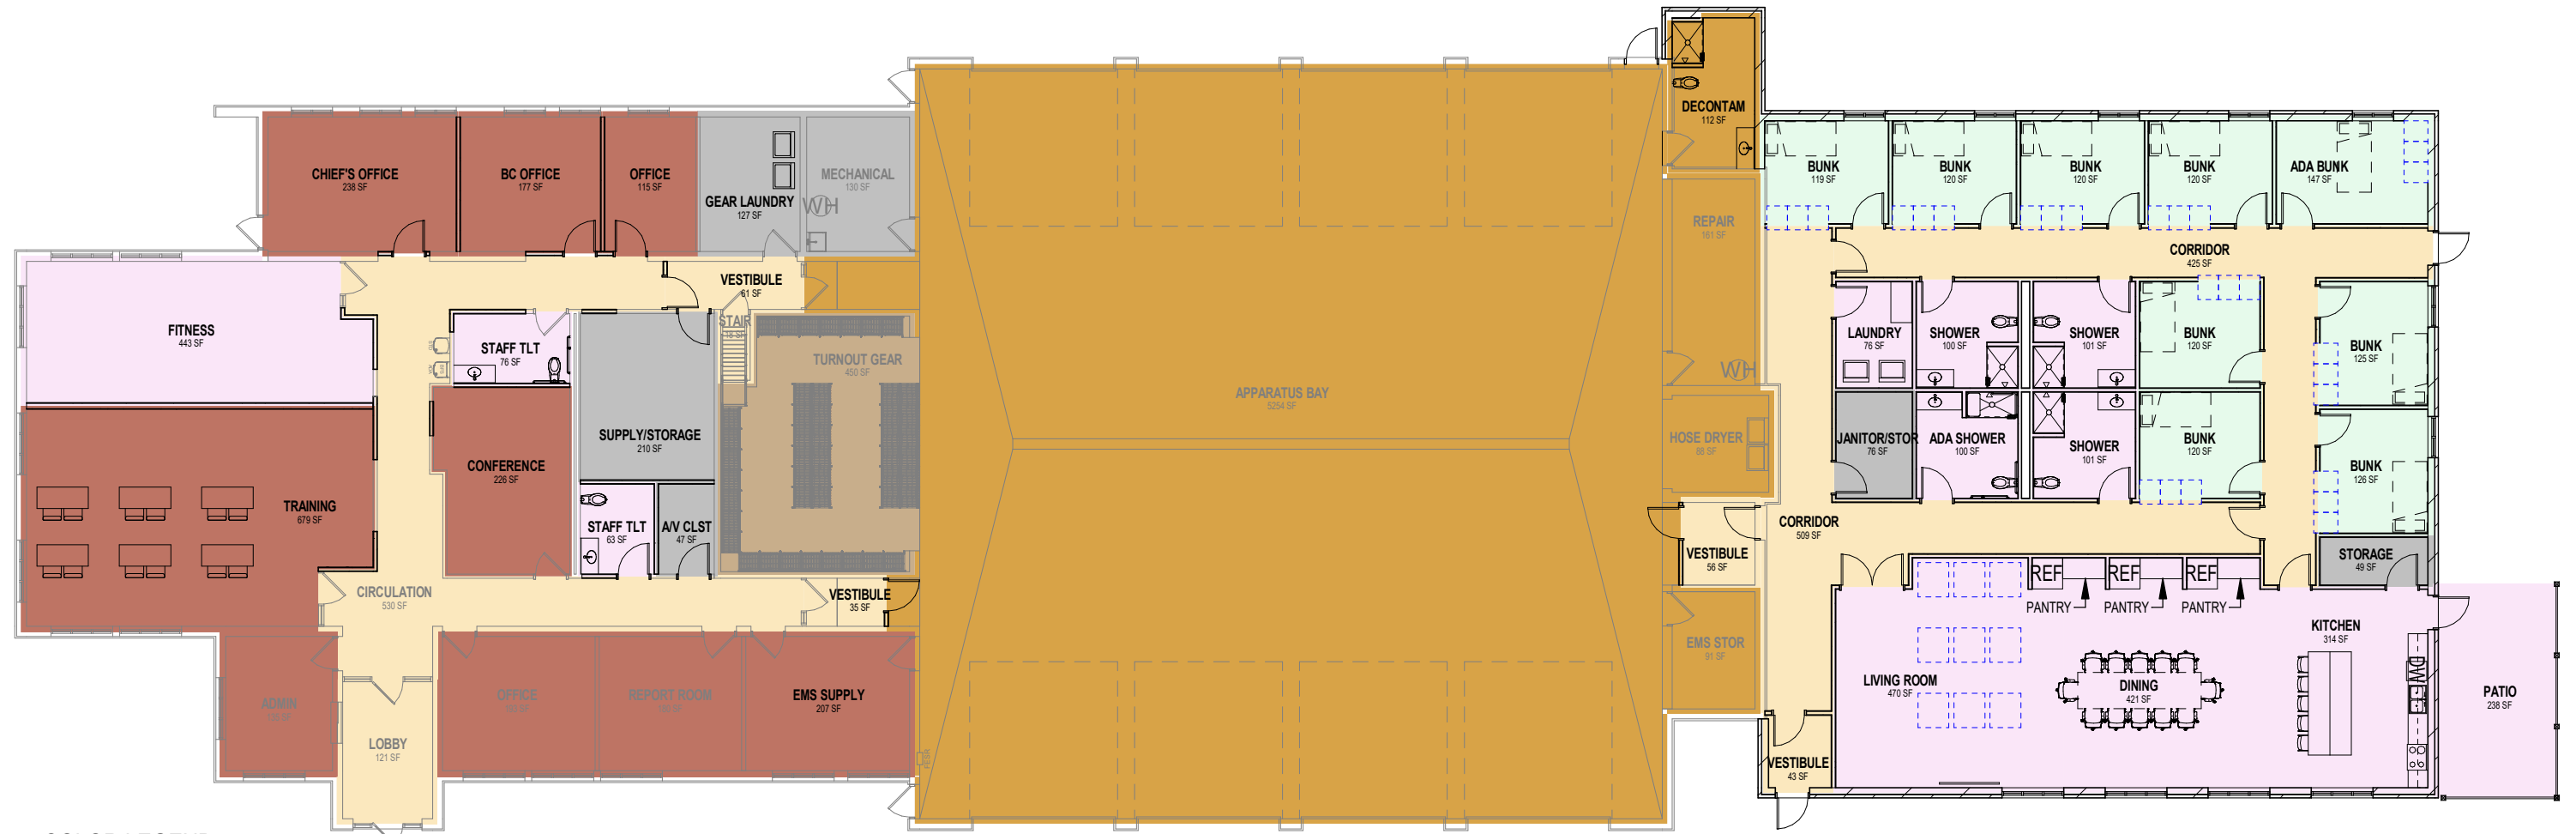 DECONTAM
112 SF
CHIEF'S OFFICE
238 SF
BC OFFICE
177 SF
OFFICE
115 SF
GEAR LAUNDRY
127 SF
MECHANICAL
130 SF
WH
BUNK
119 SF
BUNK
120 SF
BUNK
120 SF
BUNK
120 SF
ADA BUNK
147 SF
REPAIR
161 SF
WH
CORRIDOR
425 SF
VESTIBULE
61 SF
STAIR
FITNESS
443 SF
STAFF TLT
76 SF
TURNOUT GEAR
450 SF
APPARATUS BAY
5254 SF
LAUNDRY
76 SF
SHOWER
100 SF
SHOWER
101 SF
BUNK
120 SF
BUNK
125 SF
SUPPLY/STORAGE
210 SF
HOSE DRYER
88 SF
JANITOR/STOR
76 SF
ADA SHOWER
100 SF
SHOWER
101 SF
BUNK
120 SF
BUNK
126 SF
CONFERENCE
226 SF
TRAINING
679 SF
STAFF TLT
63 SF
A/V CLST
47 SF
CORRIDOR
509 SF
VESTIBULE
56 SF
STORAGE
49 SF
REF
REF
REF
PANTRY
PANTRY
PANTRY
CIRCULATION
530 SF
VESTIBULE
35 SF
KITCHEN
314 SF
EMS STOR
91 SF
LIVING ROOM
470 SF
DINING
421 SF
DW
PATIO
238 SF
ADMIN
OFFICE
REPORT ROOM
EMS SUPPLY
207 SF
LOBBY
121 SF
VESTIBULE
43 SF